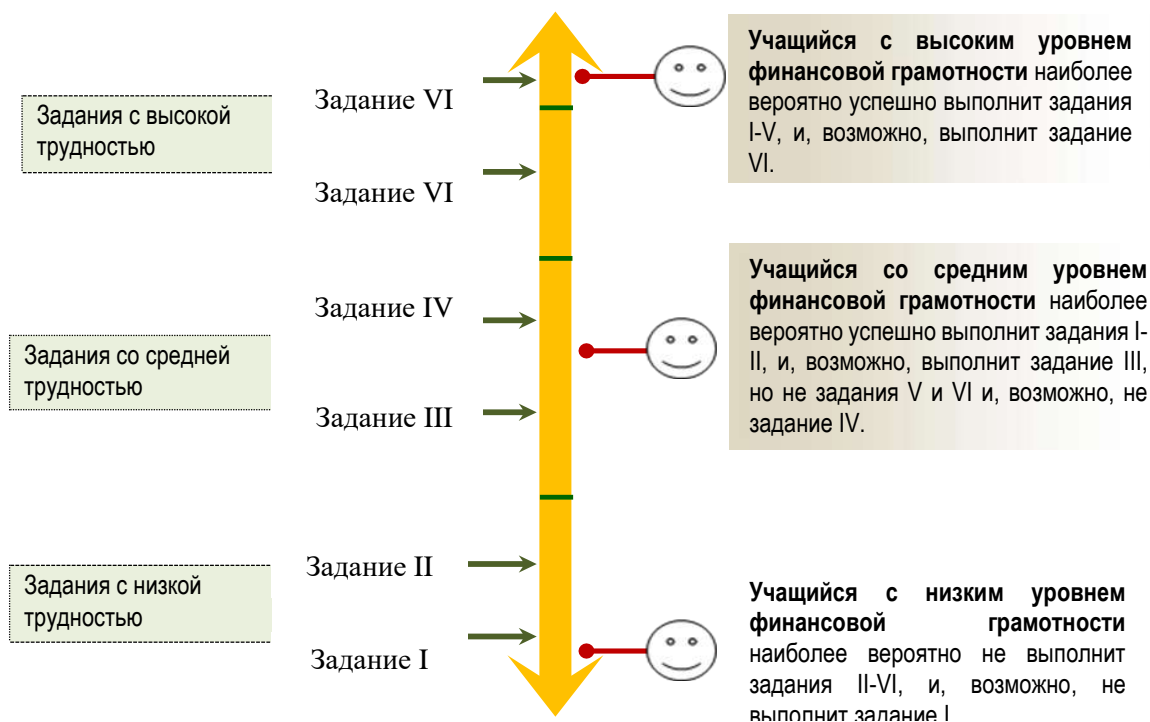 Задания с высокой
трудностью
Задание VI
Учащийся с высоким уровнем
финансовой грамотности наиболее
вероятно успешно выполнит задания
I-V, и, возможно, выполнит задание
VI.
Задание VI
Задания со средней
трудностью
Задание IV
Задание III
Учащийся со средним уровнем
финансовой грамотности наиболее
вероятно успешно выполнит задания I-
II, и, возможно, выполнит задание III,
но не задания V и VI и, возможно, не
задание IV.
Задания с низкой
трудностью
Задание II
Задание I
Учащийся с низким уровнем
финансовой грамотности
наиболее вероятно не выполнит
задания II-VI, и, возможно, не
выполнит задание I